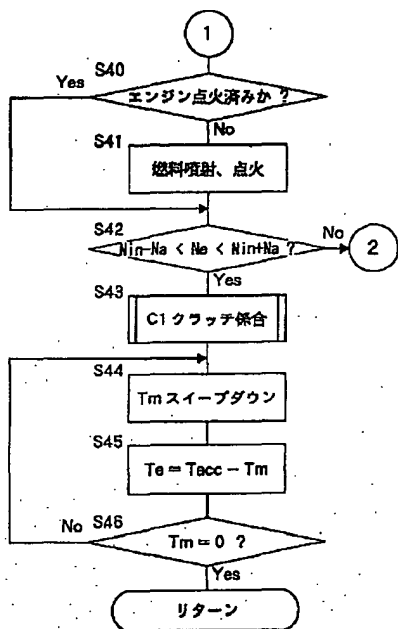 1
S40
Yes
エンジン点火済みか ?
No
S41
燃料噴射、点火
S42
Nin-Na < Ne < Nin+Na ?
No
2
Yes
S43
C1クラッチ係合
S44
Tmスイープダウン
S45
Te = Tacc - Tm
S46
No
Tm = 0 ?
Yes
リターン